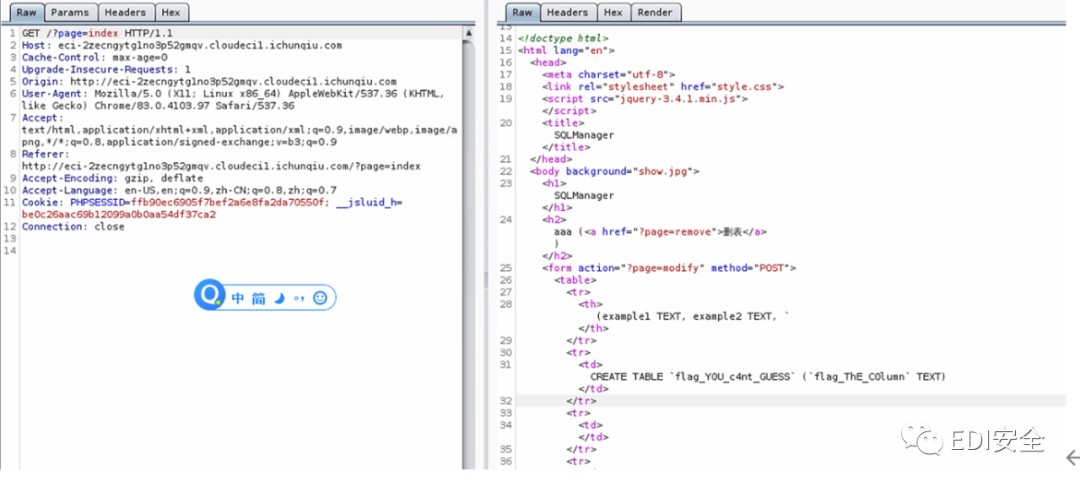 Raw Params Headers Hex
1 GET /?page=index HTTP/1.1
2 Host: eci-2zecngytg1no3p52gmqv.cloudeci1.ichunqiu.com
3 Cache-Control: max-age=0
4 Upgrade-Insecure-Requests: 1
5 Origin: http://eci-2zecngytg1no3p52gmqv.cloudeci1.ichunqiu.com
6 User-Agent: Mozilla/5.0 (X11; Linux x86_64) AppleWebKit/537.36 (KHTML,
like Gecko) Chrome/83.0.4103.97 Safari/537.36
7 Accept:
text/html,application/xhtml+xml,application/xml;q=0.9,image/webp,image/a
png,*/*;q=0.8,application/signed-exchange;v=b3;q=0.9
8 Referer:
http://eci-2zecngytg1no3p52gmqv.cloudeci1.ichunqiu.com/?page=index
9 Accept-Encoding: gzip, deflate
10 Accept-Language: en-US,en;q=0.9,zh-CN;q=0.8,zh;q=0.7
11 Cookie: PHPSESSID=ffb90ec6905f7bef2a6e8fa2da70550f; __jsluid_h=
be0c26aac69b12099a0b0aa54df37ca2
12 Connection: close
13
14
中 简
Raw Headers Hex Render
13
14 <!doctype html>
15 <html lang="en">
16 <head>
17 <meta charset="utf-8">
18 <link rel="stylesheet" href="style.css">
19 <script src="jquery-3.4.1.min.js">
</script>
20 <title>
SQLManager
</title>
21 </head>
22 <body background="show.jpg">
23 <h1>
SQLManager
</h1>
24 <h2>
aaa (<a href="?page=remove">删表</a>
)
</h2>
25 <form action="?page=modify" method="POST">
26 <table>
27 <tr>
28 <th>
(example1 TEXT, example2 TEXT, `
</th>
29 </tr>
30 <tr>
31 <td>
CREATE TABLE `flag_Y0U_c4nt_GUESS` (`flag_ThE_C0lumn` TEXT)
</td>
32 </tr>
33 <tr>
34 <td>
</td>
35 </tr>
36 <tr>
EDI安全